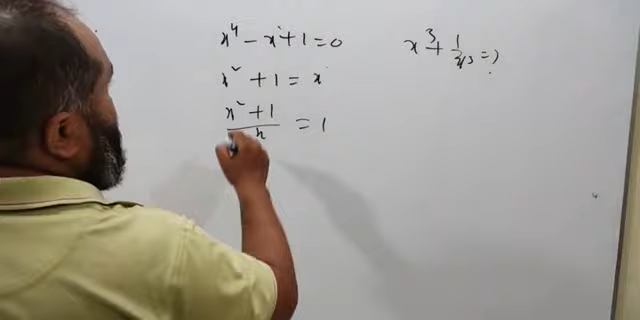 x⁴ - x² + 1 = 0
x² + 1 = x
x² + 1 / x = 1
x³ + 1/x³ = ?